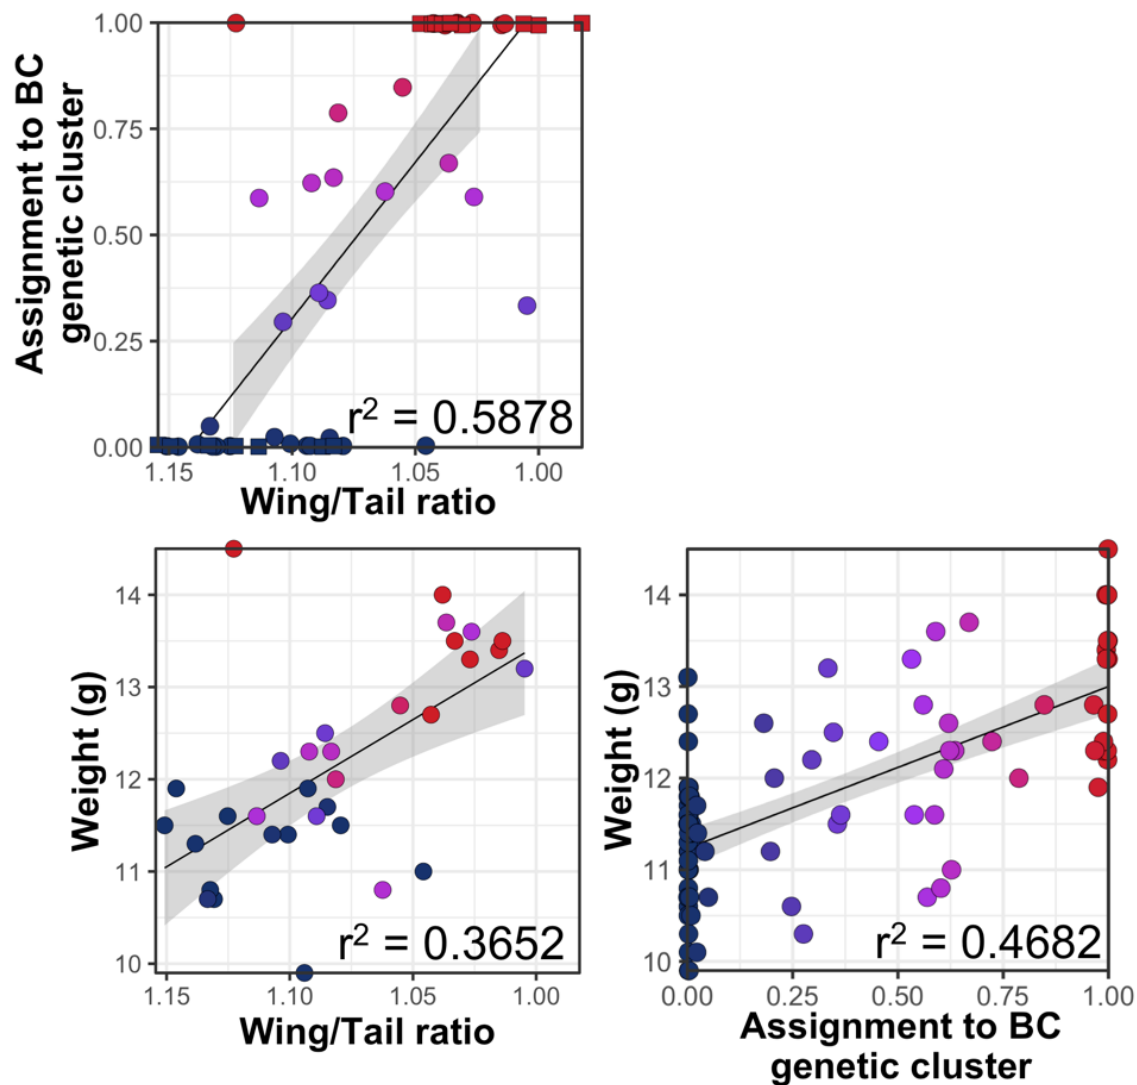 Assignment to BC
genetic cluster
1.00
0.75
0.50
0.25
0.00
r² = 0.5878
1.15 1.10 1.05 1.00
Wing/Tail ratio
Weight (g)
14
13
12
11
10
r² = 0.3652
1.15 1.10 1.05 1.00
Wing/Tail ratio
Weight (g)
14
13
12
11
10
r² = 0.4682
0.00 0.25 0.50 0.75 1.00
Assignment to BC
genetic cluster